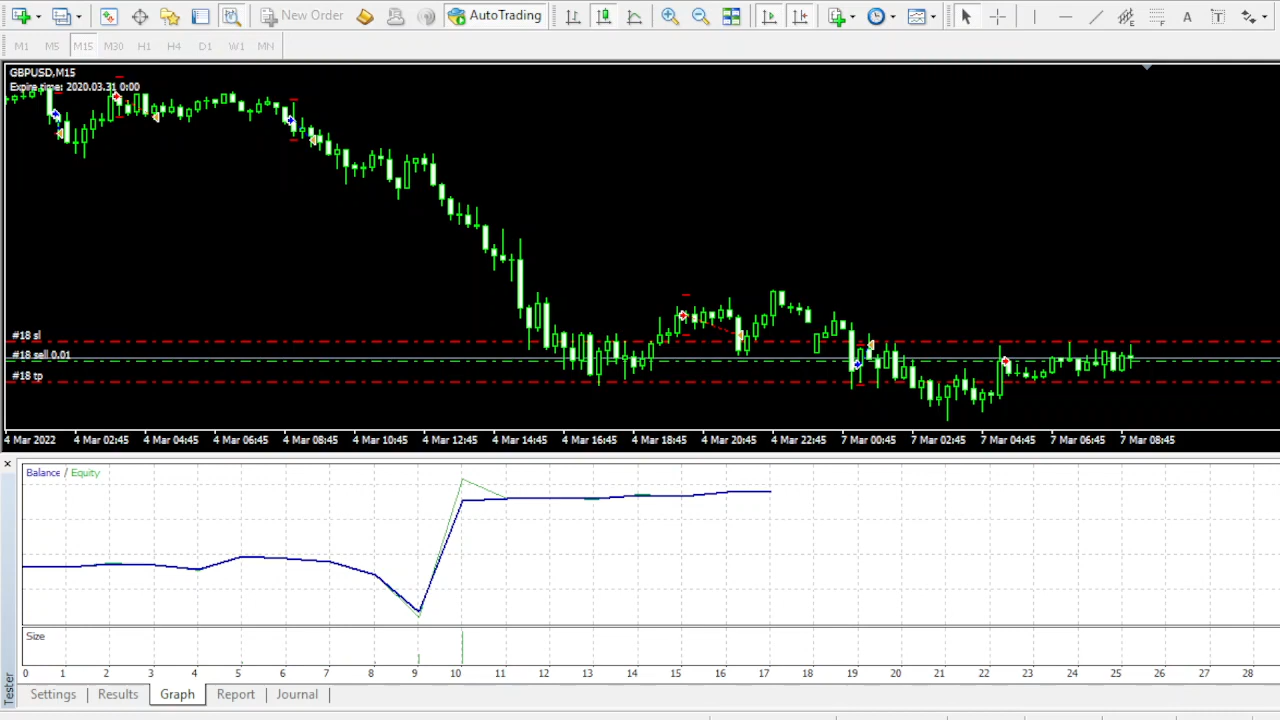 New Order AutoTrading A T
M1 M5 M15 M30 H1 H4 D1 W1 MN
GBPUSD,M15
Expire time: 2020.03.31 0:00
#18 sl
#18 sell 0.01
#18 tp
4 Mar 2022 4 Mar 02:45 4 Mar 04:45 4 Mar 06:45 4 Mar 08:45 4 Mar 10:45 4 Mar 12:45 4 Mar 14:45 4 Mar 16:45 4 Mar 18:45 4 Mar 20:45 4 Mar 22:45 7 Mar 00:45 7 Mar 02:45 7 Mar 04:45 7 Mar 06:45 7 Mar 08:45
Balance / Equity
Size
0 1 2 3 4 5 6 7 8 9 10 11 12 13 14 15 16 17 18 19 20 21 22 23 24 25 26 27 28
Tester
Settings Results Graph Report Journal